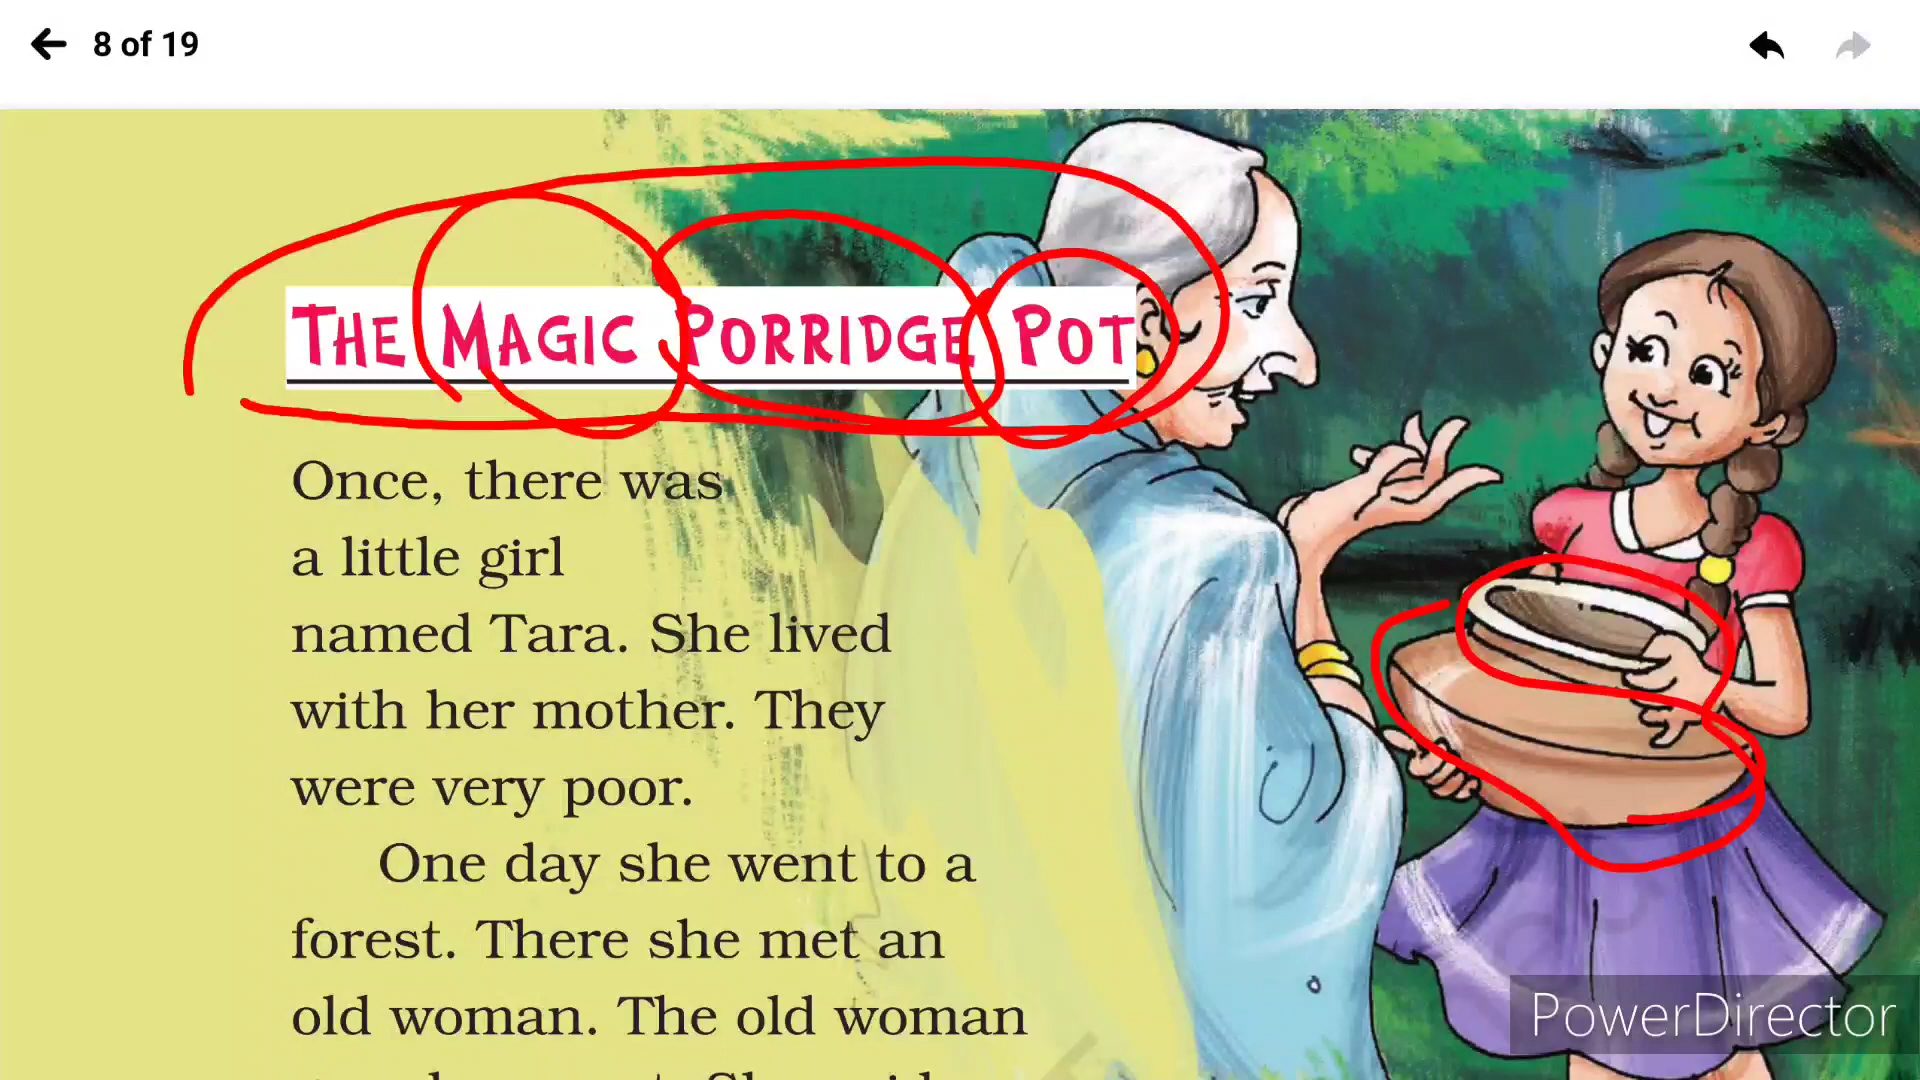 8 of 19
THE MAGIC PORRIDGE POT
Once, there was
a little girl
named Tara. She lived
with her mother. They
were very poor.
One day she went to a
forest. There she met an
old woman. The old woman
PowerDirector